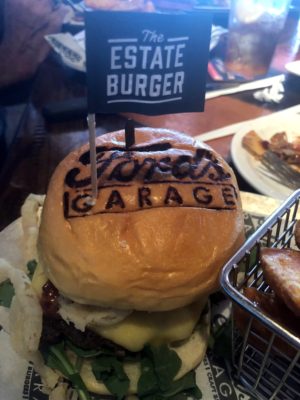 The
ESTATE
BURGER
Ford's
GARAGE